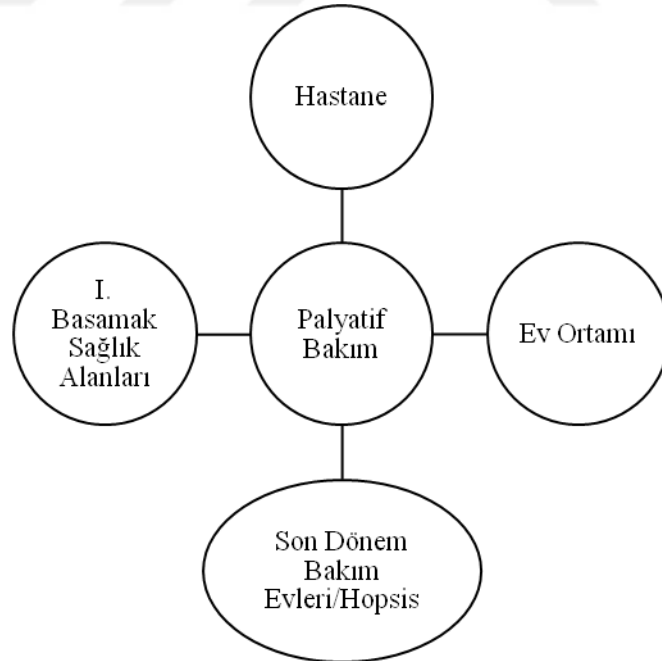 Hastane
I.
Basamak
Sağlık
Alanları
Palyatif
Bakım
Ev Ortamı
Son Dönem
Bakım
Evleri/Hopsis